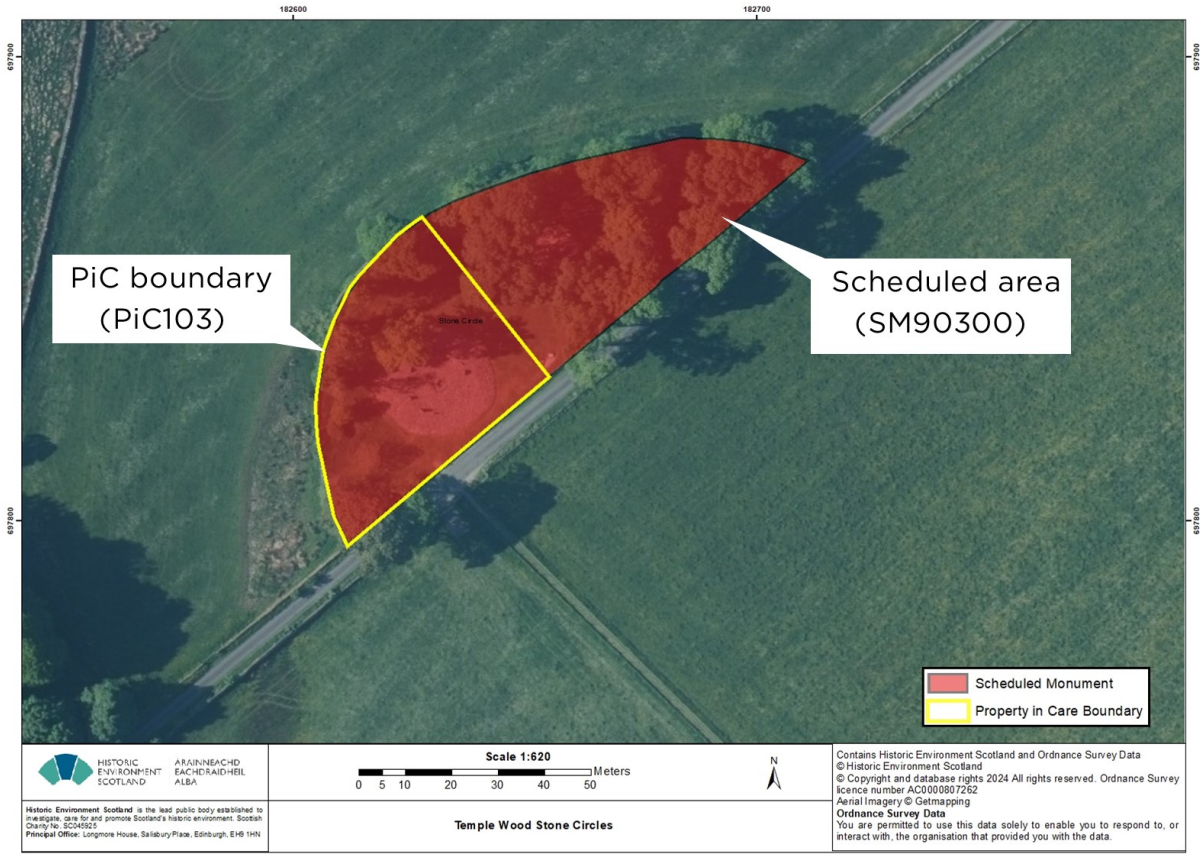 182600
182700
697900
697900
PiC boundary
(PiC103)
Scheduled area
(SM90300)
Stone Circle
697800
697800
Scheduled Monument
Property in Care Boundary
HISTORIC
ENVIRONMENT
SCOTLAND
ÀRAINNEACHD
EACHDRAIDHEIL
ALBA
Historic Environment Scotland is the lead public body established to
investigate, care for and promote Scotland's historic environment. Scottish
Charity No. SC045925
Principal Office: Longmore House, Salisbury Place, Edinburgh, EH9 1HN
Scale 1:620
Meters
0 5 10 20 30 40 50
N
Temple Wood Stone Circles
Contains Historic Environment Scotland and Ordnance Survey Data
© Historic Environment Scotland
© Copyright and database rights 2024 All rights reserved. Ordnance Survey
licence number AC0000807262
Aerial Imagery © Getmapping
Ordnance Survey Data
You are permitted to use this data solely to enable you to respond to, or
interact with, the organisation that provided you with the data.